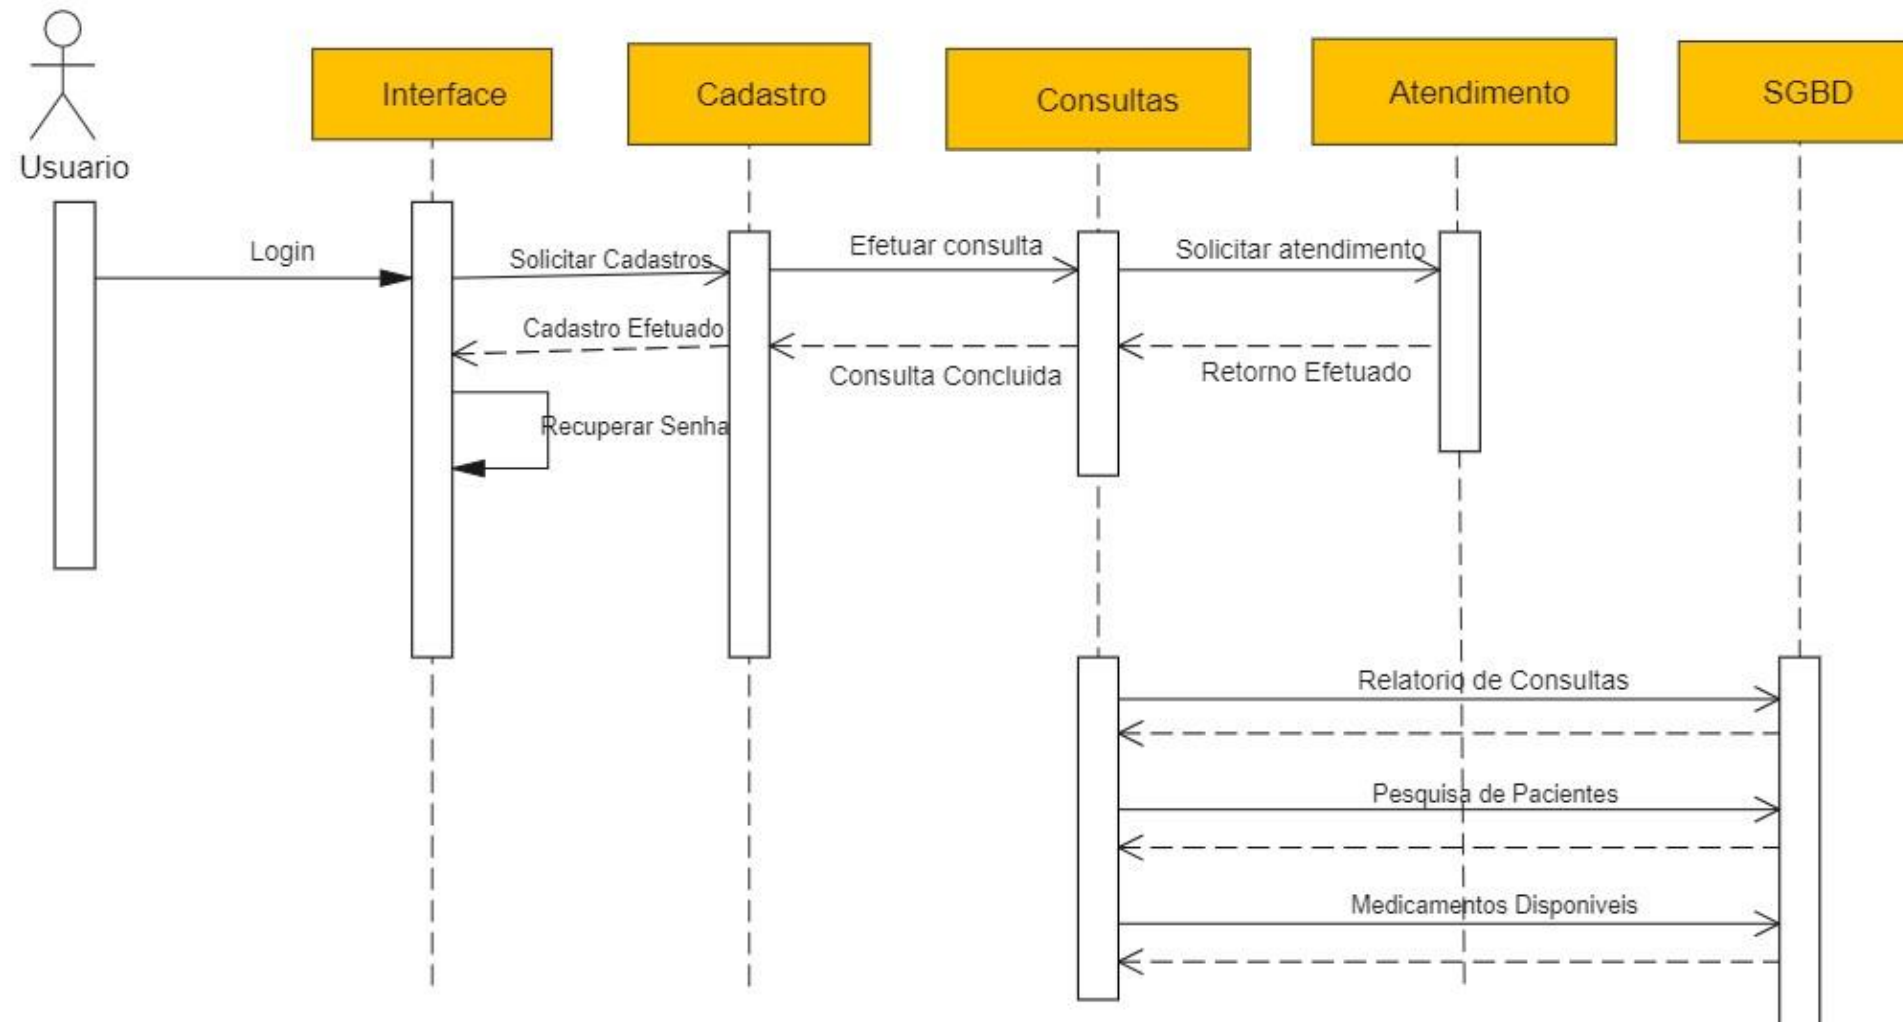 Usuario
Interface
Cadastro
Consultas
Atendimento
SGBD
Login
Solicitar Cadastros
Efetuar consulta
Solicitar atendimento
Cadastro Efetuado
Consulta Concluida
Retorno Efetuado
Recuperar Senha
Relatorio de Consultas
Pesquisa de Pacientes
Medicamentos Disponiveis